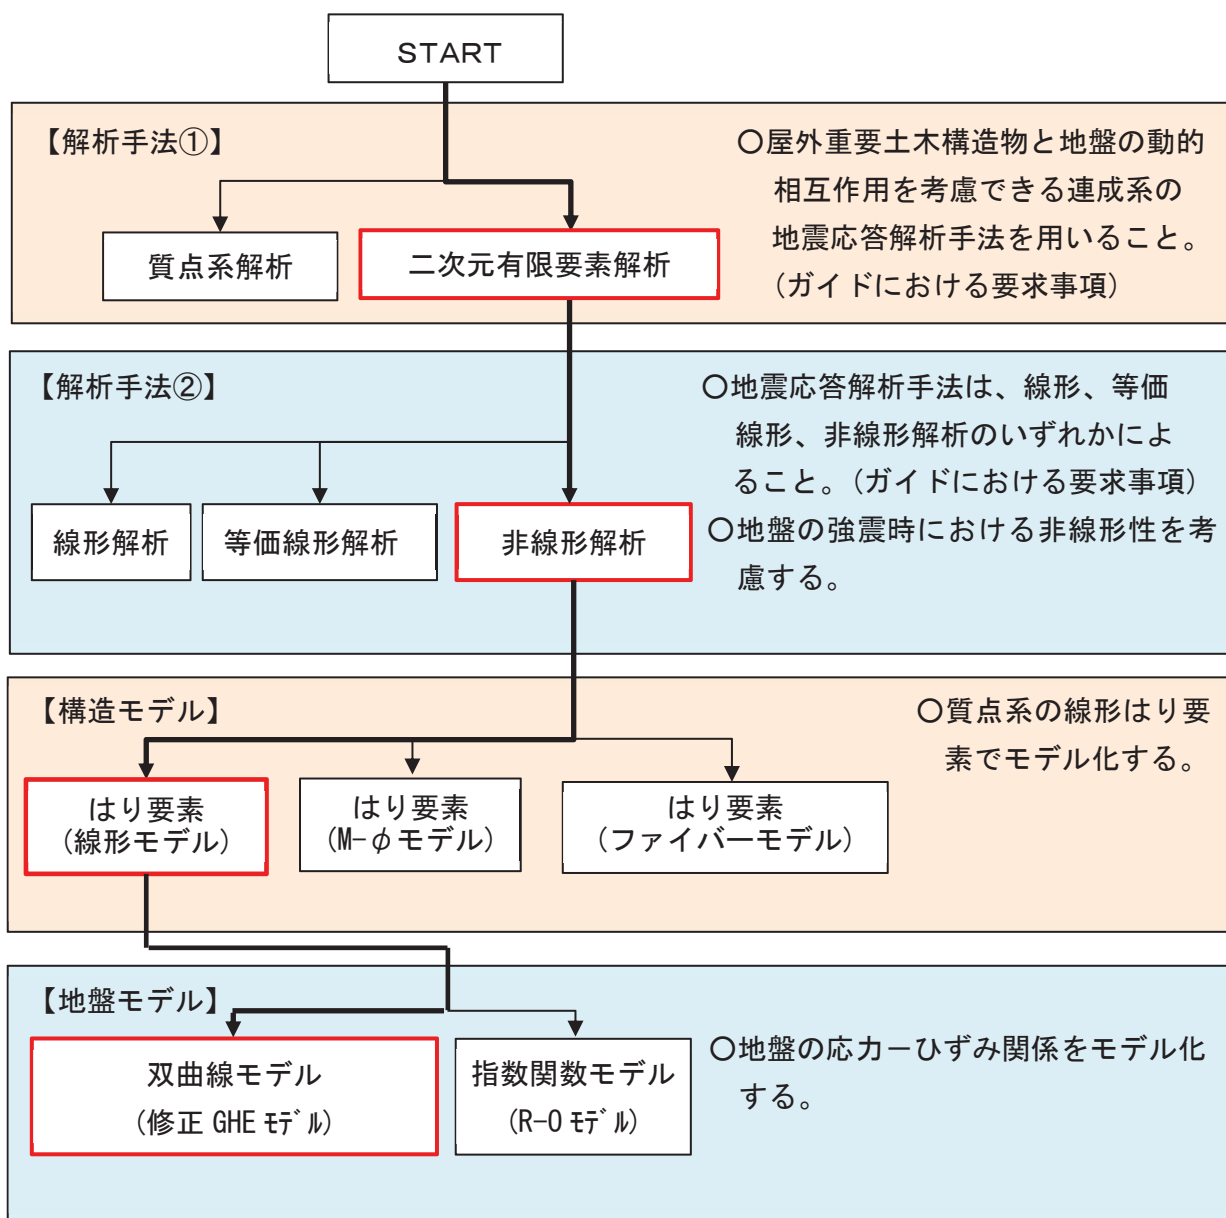 START
【解析手法①】
○屋外重要土木構造物と地盤の動的
相互作用を考慮できる連成系の
地震応答解析手法を用いること。
(ガイドにおける要求事項)
質点系解析
二次元有限要素解析
【解析手法②】
○地震応答解析手法は、線形、等価
線形、非線形解析のいずれかによ
ること。(ガイドにおける要求事項)
○地盤の強震時における非線形性を考
慮する。
線形解析
等価線形解析
非線形解析
【構造モデル】
○質点系の線形はり要
素でモデル化する。
はり要素
(線形モデル)
はり要素
(M-φモデル)
はり要素
(ファイバーモデル)
【地盤モデル】
○地盤の応力ーひずみ関係をモデル化
する。
双曲線モデル
(修正 GHE ﾓﾃﾞﾙ)
指数関数モデル
(R-O ﾓﾃﾞﾙ)